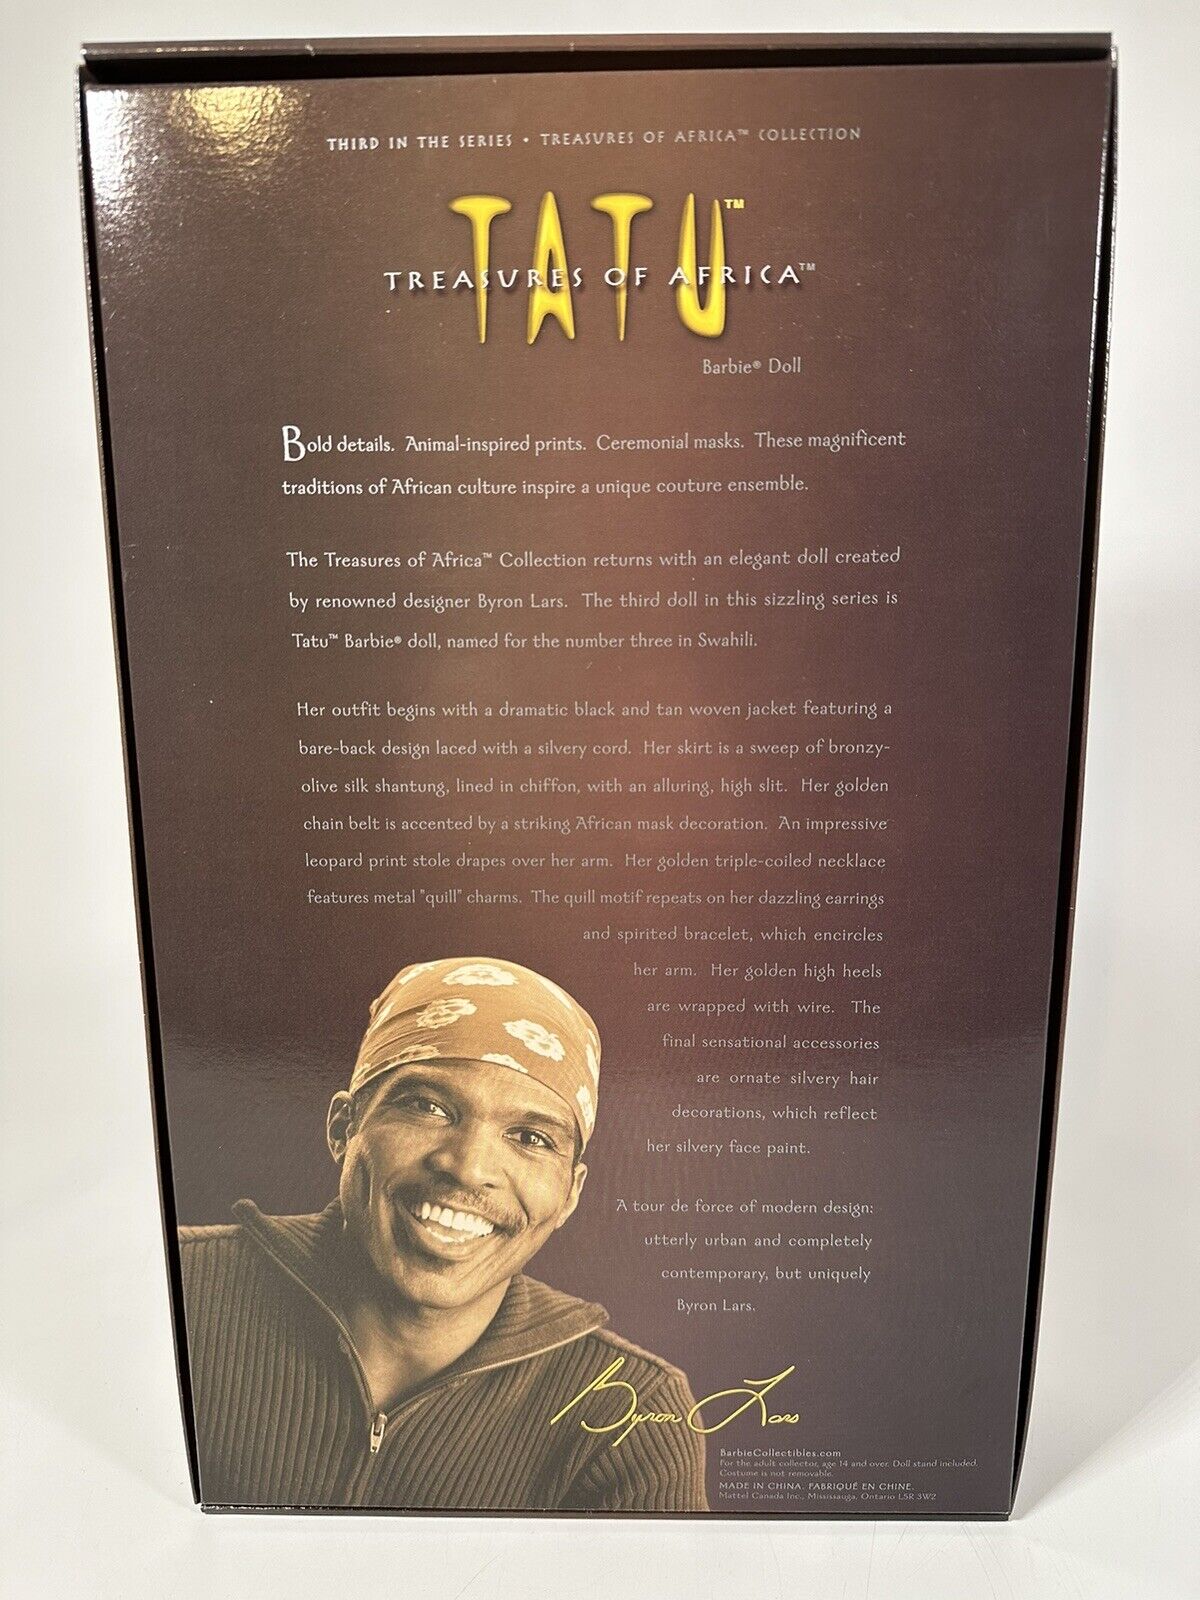 THIRD IN THE SERIES • TREASURES OF AFRICA™ COLLECTION
TATU™
TREASURES OF AFRICA™
Barbie® Doll
Bold details. Animal-inspired prints. Ceremonial masks. These magnificent
traditions of African culture inspire a unique couture ensemble.
The Treasures of Africa™ Collection returns with an elegant doll created
by renowned designer Byron Lars. The third doll in this sizzling series is
Tatu™ Barbie® doll, named for the number three in Swahili.
Her outfit begins with a dramatic black and tan woven jacket featuring a
bare-back design laced with a silvery cord. Her skirt is a sweep of bronzy-
olive silk shantung, lined in chiffon, with an alluring, high slit. Her golden
chain belt is accented by a striking African mask decoration. An impressive
leopard print stole drapes over her arm. Her golden triple-coiled necklace
features metal "quill" charms. The quill motif repeats on her dazzling earrings
and spirited bracelet, which encircles
her arm. Her golden high heels
are wrapped with wire. The
final sensational accessories
are ornate silvery hair
decorations, which reflect
her silvery face paint.
A tour de force of modern design:
utterly urban and completely
contemporary, but uniquely
Byron Lars.
Byron Lars
BarbieCollectibles.com
For the adult collector, age 14 and over. Doll stand included.
Costume is not removable.
MADE IN CHINA. FABRIQUÉ EN CHINE.
Mattel Canada Inc., Mississauga, Ontario L5R 3W2